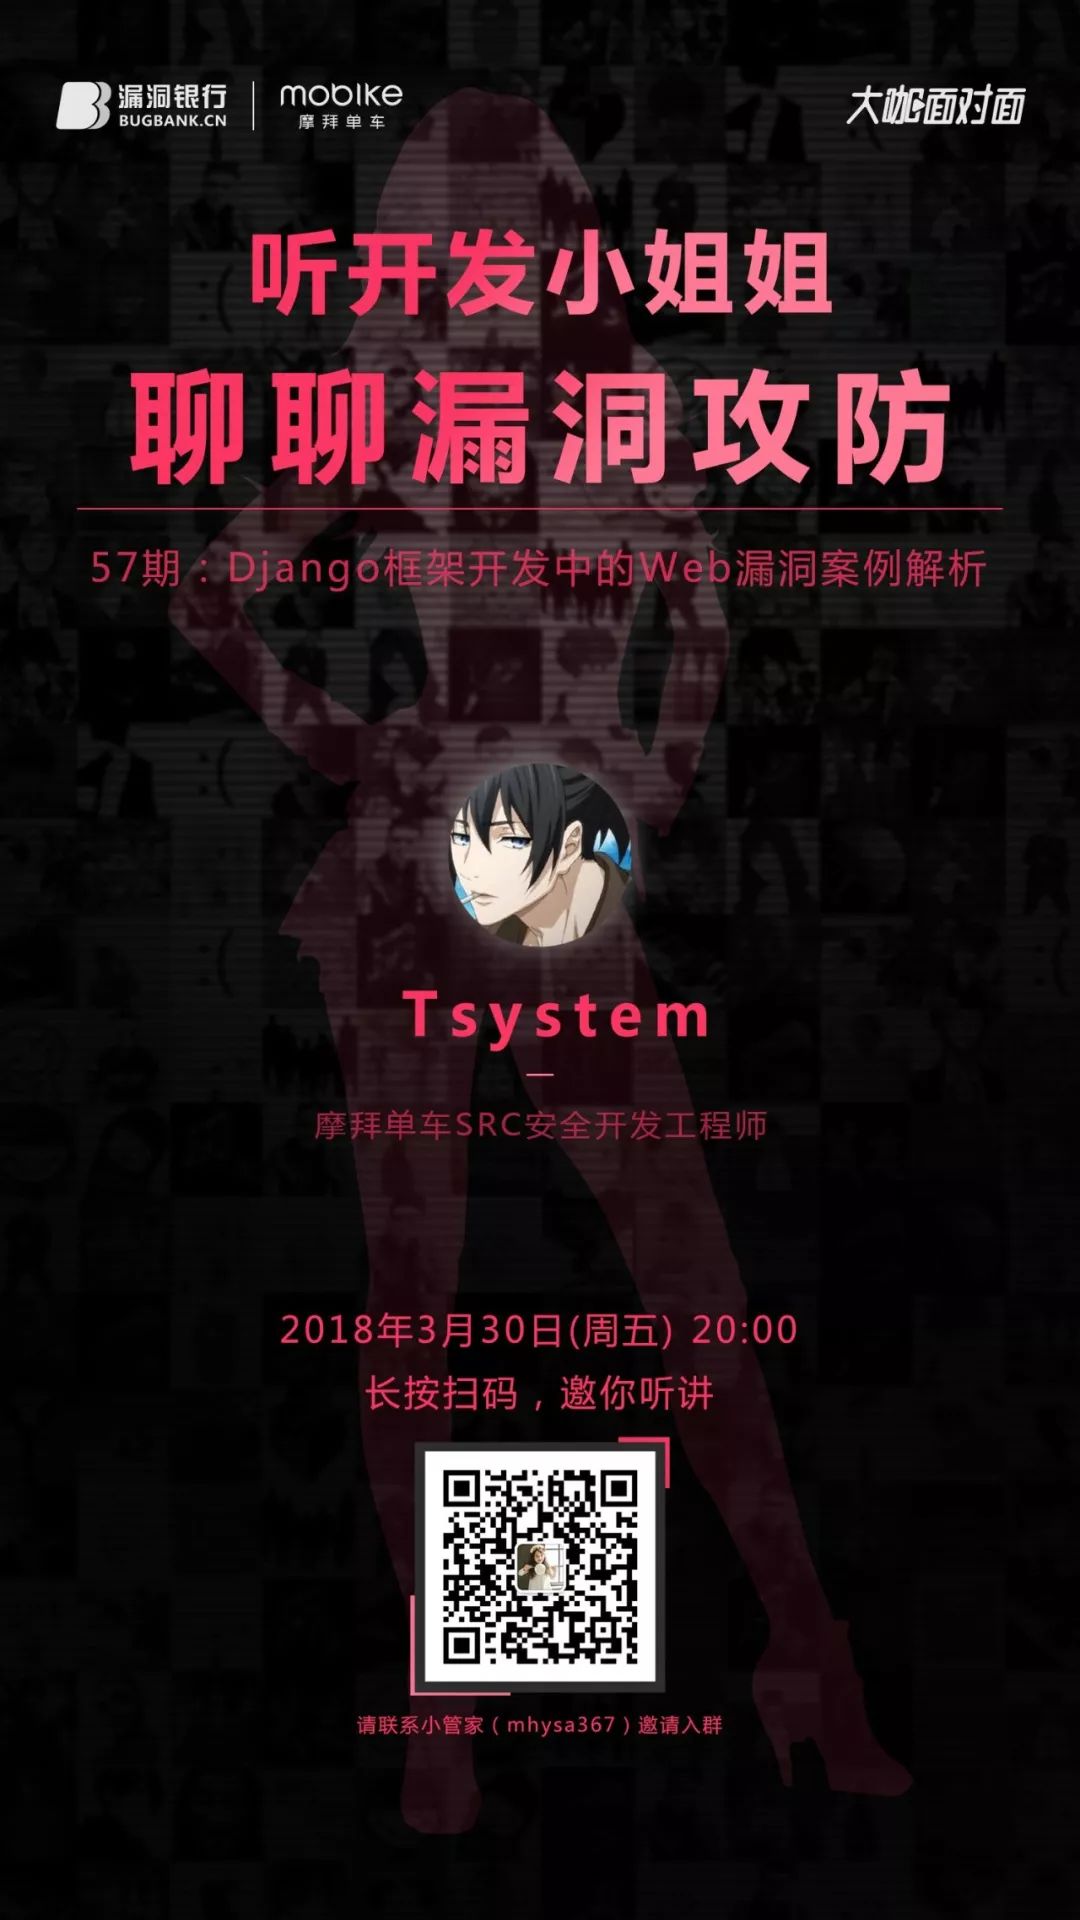 漏洞银行
BUGBANK.CN
mobike
摩拜单车
大咖面对面
听开发小姐姐
聊聊漏洞攻防
57期：Django框架开发中的Web漏洞案例解析
Tsystem
摩拜单车SRC安全开发工程师
2018年3月30日(周五) 20:00
长按扫码，邀你听讲
请联系小管家（mhysa367）邀请入群